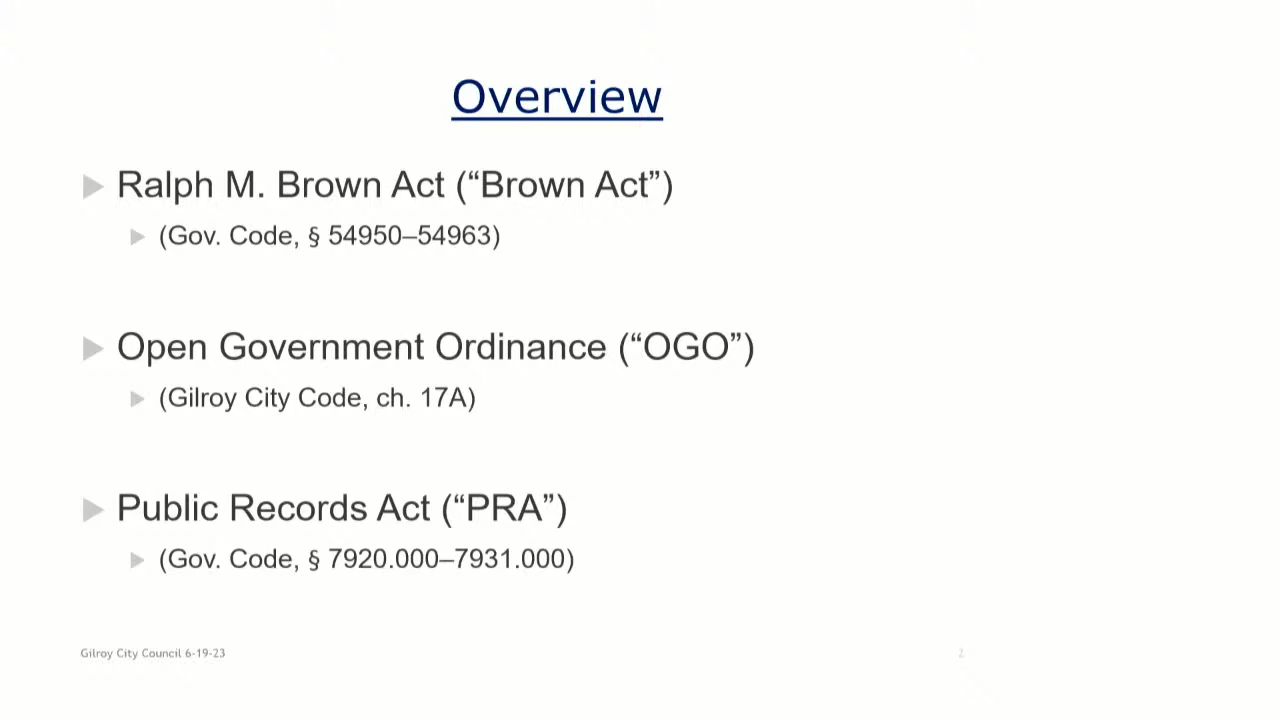 Overview
Ralph M. Brown Act (“Brown Act”)
(Gov. Code, § 54950–54963)
Open Government Ordinance (“OGO”)
(Gilroy City Code, ch. 17A)
Public Records Act (“PRA”)
(Gov. Code, § 7920.000–7931.000)
Gilroy City Council 6-19-23
2